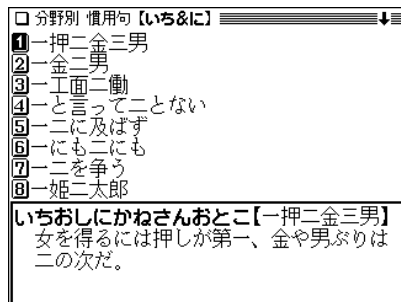 □ 分野別 慣用句【いち&に】
1 一押二金三男
2 一金二男
3 一工面二働
4 一と言って二とない
5 一二に及ばず
6 一にも二にも
7 一二を争う
8 一姫二太郎
いちおしにかねさんおとこ【一押二金三男】
女を得るには押しが第一、金や男ぶりは
二の次だ。